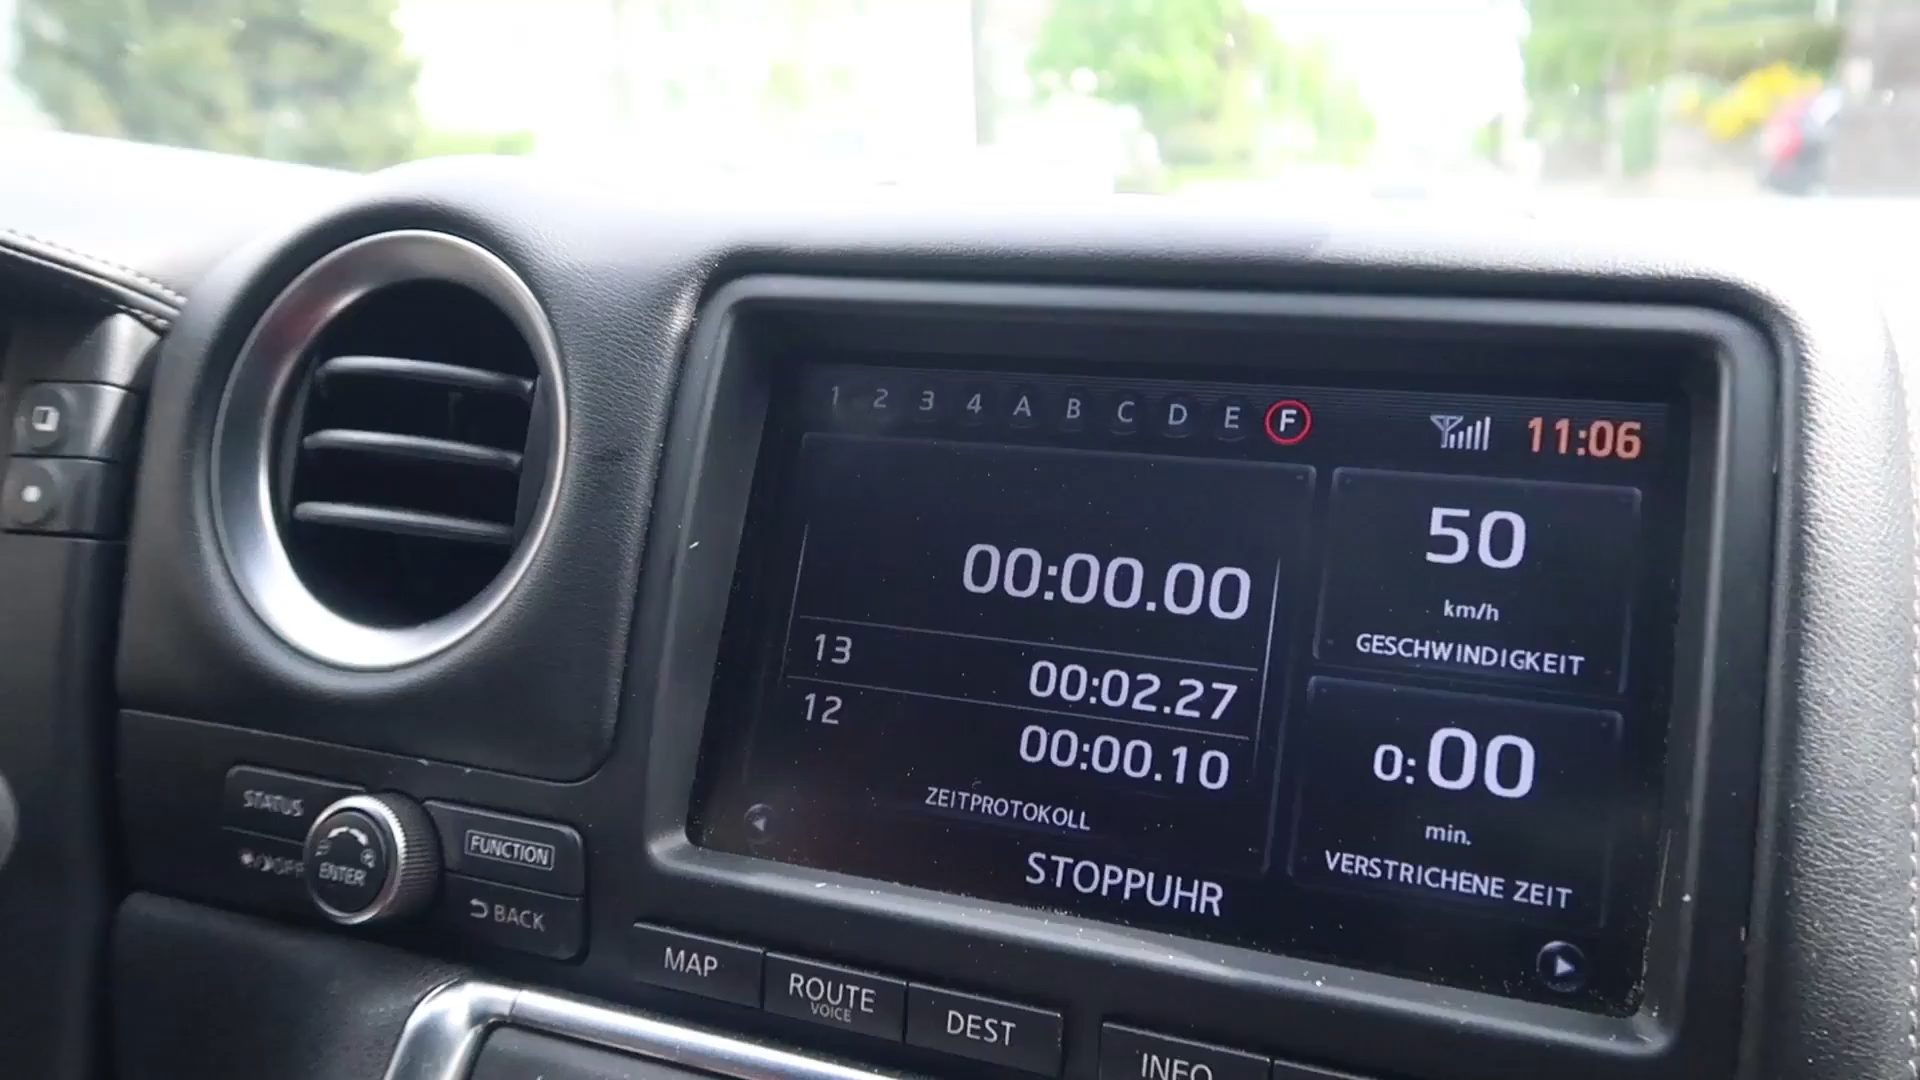 1 2 3 4 A B C D E F
11:06
00:00.00
13 00:02.27
12 00:00.10
ZEITPROTOKOLL
STOPPUHR
50
km/h
GESCHWINDIGKEIT
0:00
min.
VERSTRICHENE ZEIT
STATUS
OFF
ENTER
FUNCTION
BACK
MAP
ROUTE
VOICE
DEST
INFO